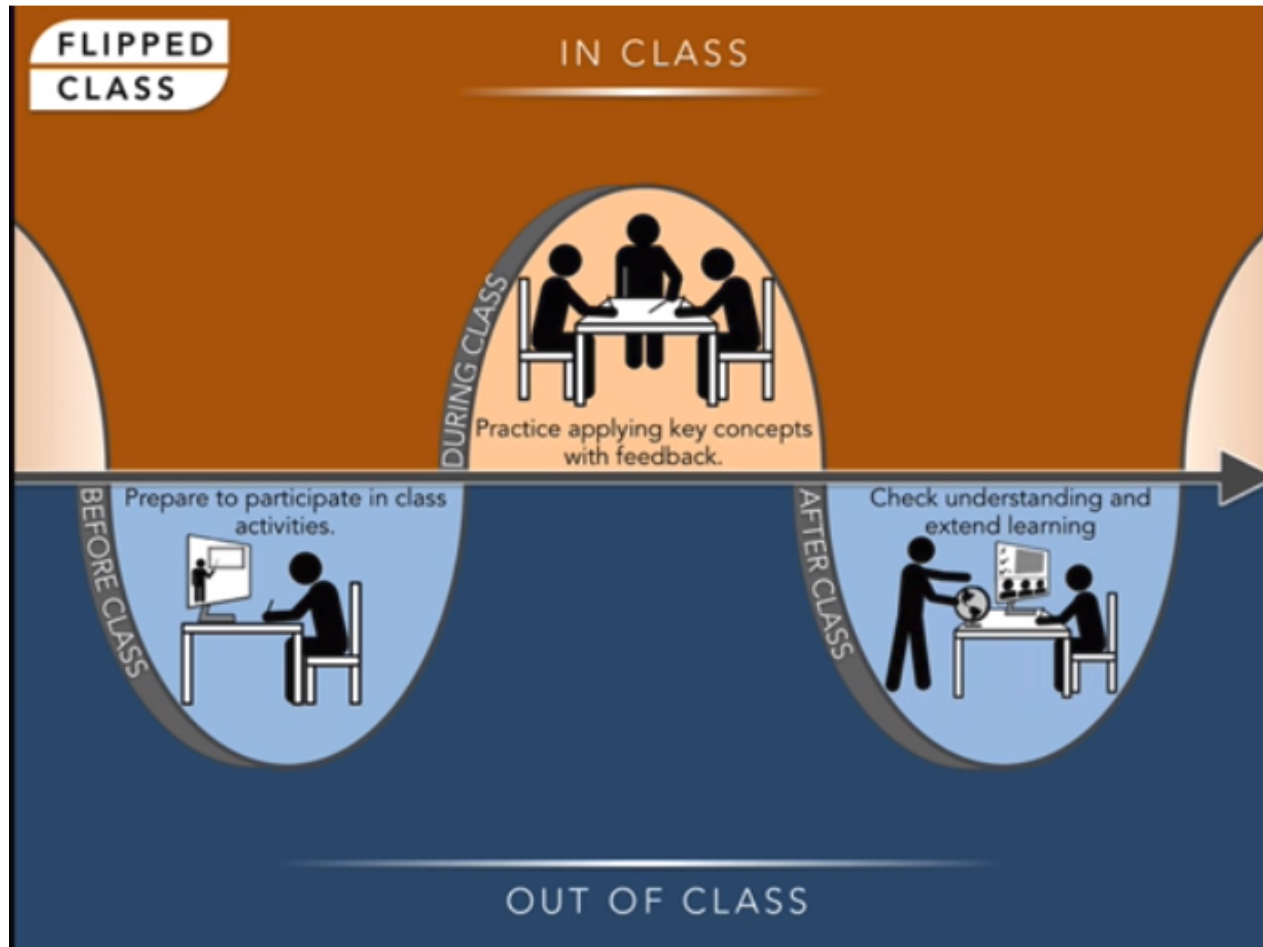 FLIPPED
CLASS
IN CLASS
DURING CLASS
Practice applying key concepts
with feedback.
BEFORE CLASS
Prepare to participate in class
activities.
AFTER CLASS
Check understanding and
extend learning
OUT OF CLASS